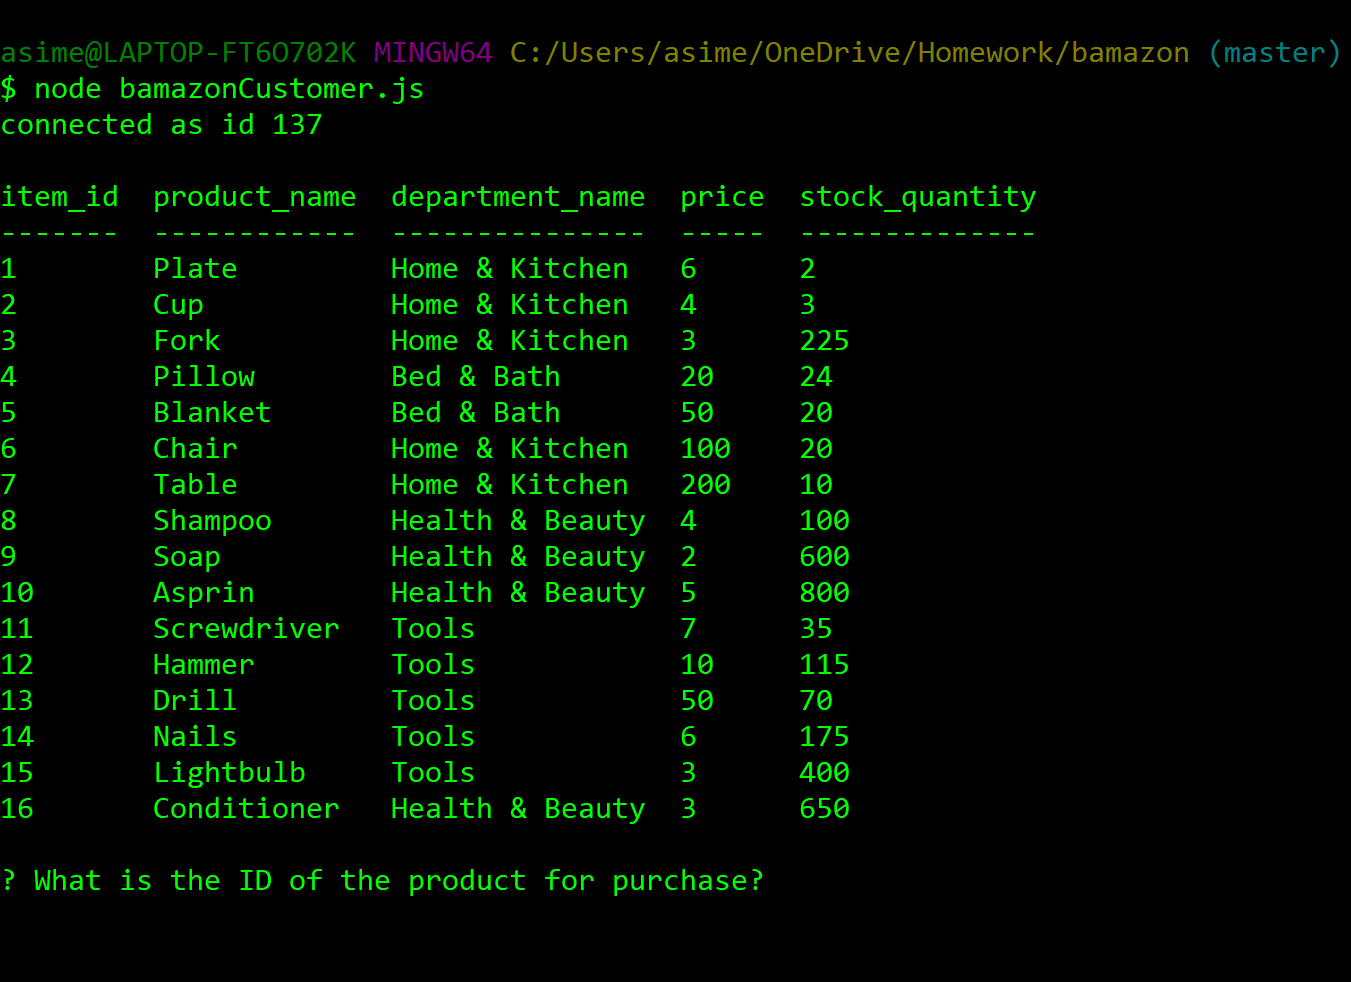 asime@LAPTOP-FT6O702K MINGW64 C:/Users/asime/OneDrive/Homework/bamazon (master)
$ node bamazonCustomer.js
connected as id 137
item_id  product_name  department_name  price  stock_quantity
-------  ------------  ---------------  -----  --------------
1        Plate         Home & Kitchen   6      2
2        Cup           Home & Kitchen   4      3
3        Fork          Home & Kitchen   3      225
4        Pillow        Bed & Bath       20     24
5        Blanket       Bed & Bath       50     20
6        Chair         Home & Kitchen   100    20
7        Table         Home & Kitchen   200    10
8        Shampoo       Health & Beauty  4      100
9        Soap          Health & Beauty  2      600
10       Asprin        Health & Beauty  5      800
11       Screwdriver   Tools            7      35
12       Hammer        Tools            10     115
13       Drill         Tools            50     70
14       Nails         Tools            6      175
15       Lightbulb     Tools            3      400
16       Conditioner   Health & Beauty  3      650
? What is the ID of the product for purchase?